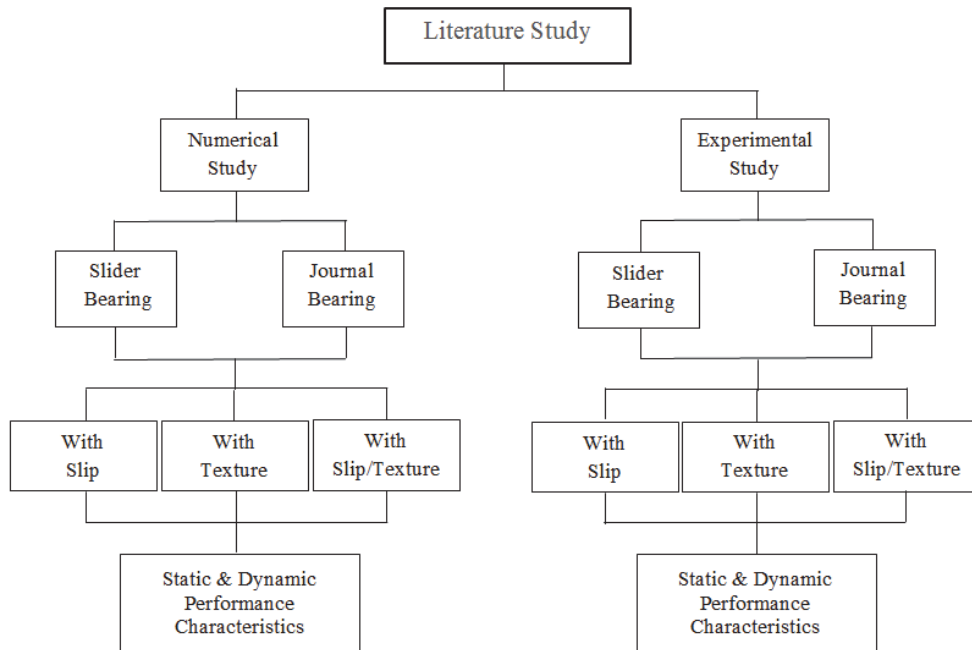 Literature Study
Numerical
Study
Experimental
Study
Slider
Bearing
Journal
Bearing
Slider
Bearing
Journal
Bearing
With
Slip
With
Texture
With
Slip/Texture
With
Slip
With
Texture
With
Slip/Texture
Static & Dynamic
Performance
Characteristics
Static & Dynamic
Performance
Characteristics